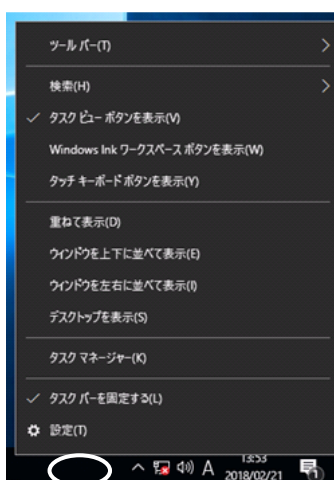 ツール バー(T)
検索(H)
タスク ビュー ボタンを表示(V)
Windows Ink ワークスペース ボタンを表示(W)
タッチ キーボード ボタンを表示(Y)
重ねて表示(D)
ウィンドウを上下に並べて表示(E)
ウィンドウを左右に並べて表示(I)
デスクトップを表示(S)
タスク マネージャー(K)
タスク バーを固定する(L)
設定(T)
A
13:53
2018/02/21
1